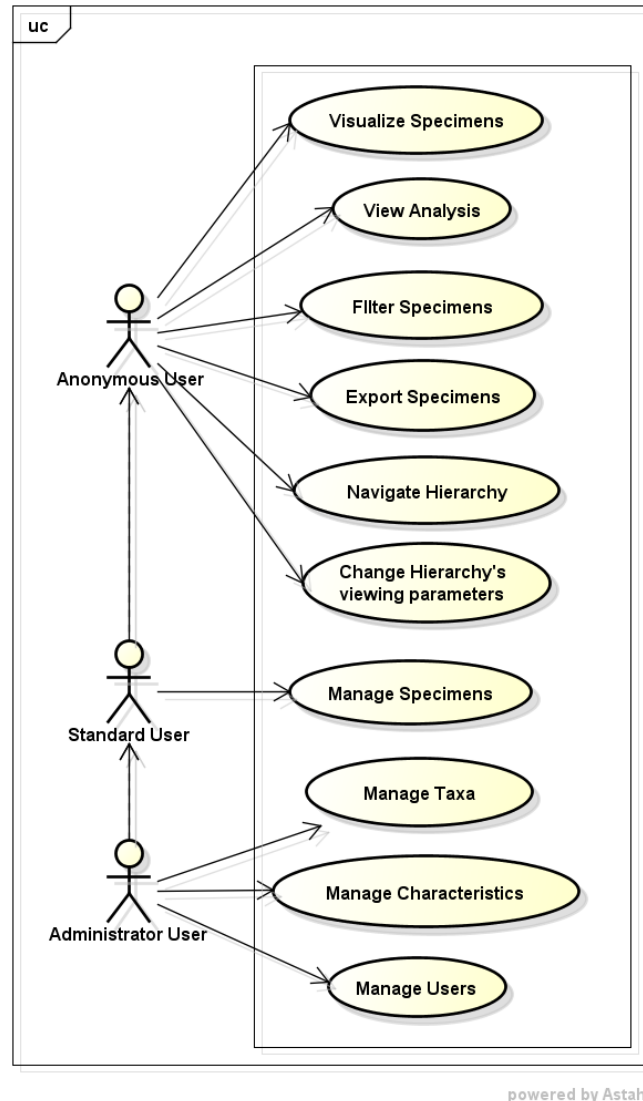 uc
Visualize Specimens
View Analysis
FIlter Specimens
Anonymous User
Export Specimens
Navigate Hierarchy
Change Hierarchy's
viewing parameters
Manage Specimens
Standard User
Manage Taxa
Manage Characteristics
Administrator User
Manage Users
powered by Astah